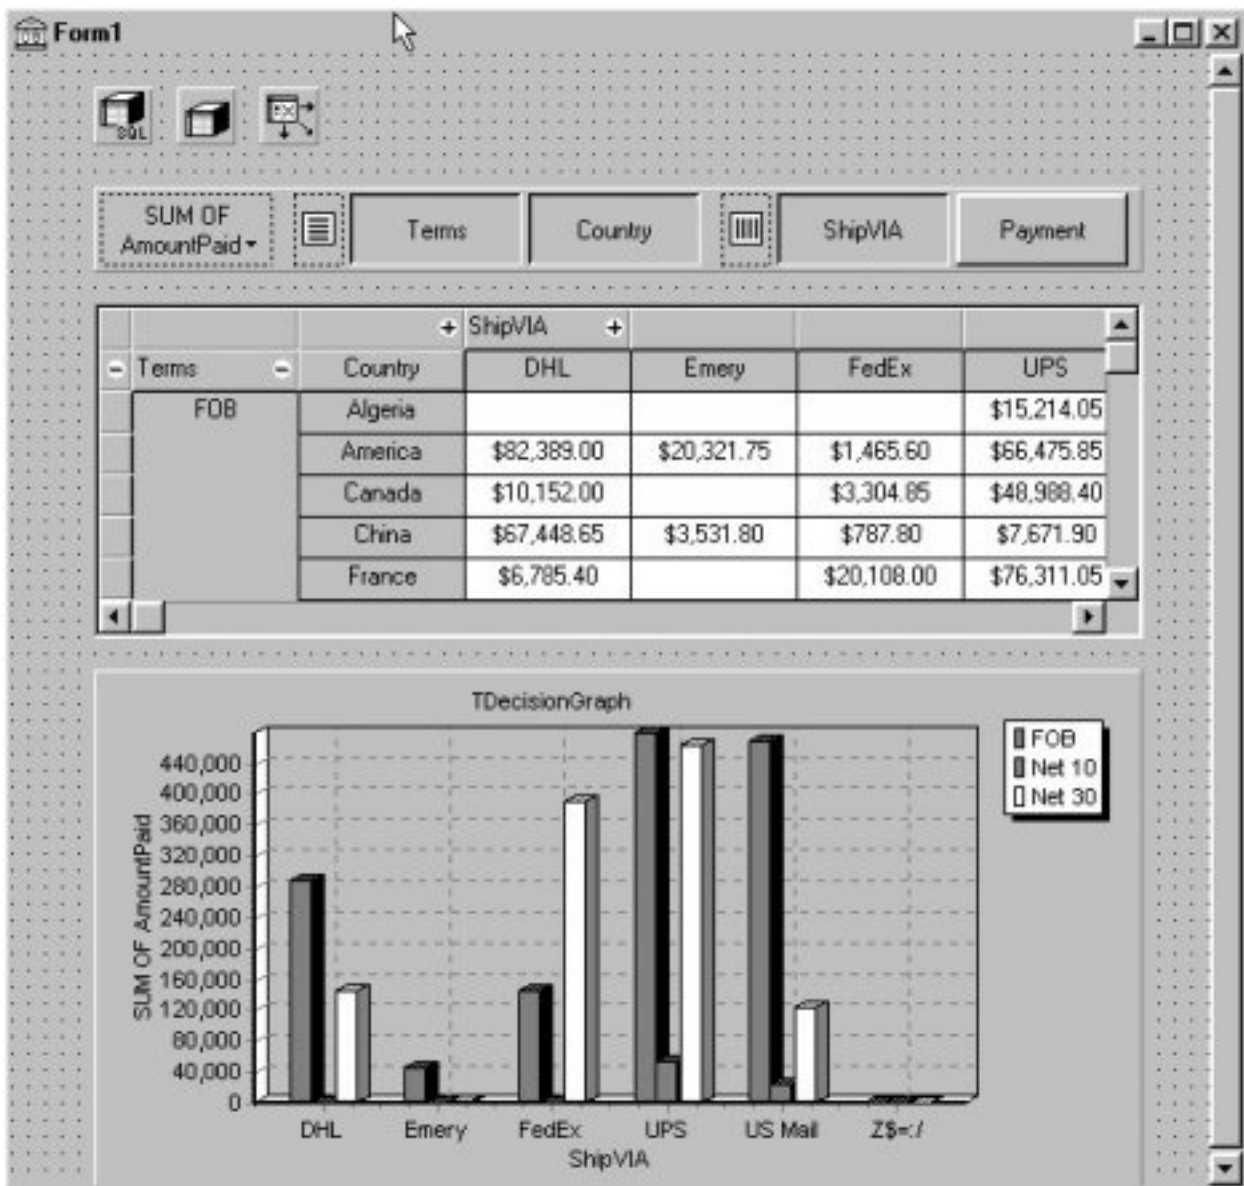 Form1
SQL
SUM OF
AmountPaid
Terms
Country
ShipVIA
Payment
ShipVIA
Terms Country DHL Emery FedEx UPS
FOB Algeria $15,214.05
America $82,389.00 $20,321.75 $1,465.60 $66,475.85
Canada $10,152.00 $3,304.85 $48,988.40
China $67,448.65 $3,531.80 $787.80 $7,671.90
France $6,785.40 $20,108.00 $76,311.05
TDecisionGraph
FOB
Net 10
Net 30
SUM OF AmountPaid
440,000
400,000
360,000
320,000
280,000
240,000
200,000
160,000
120,000
80,000
40,000
0
DHL Emery FedEx UPS US Mail Z$=:/
ShipVIA